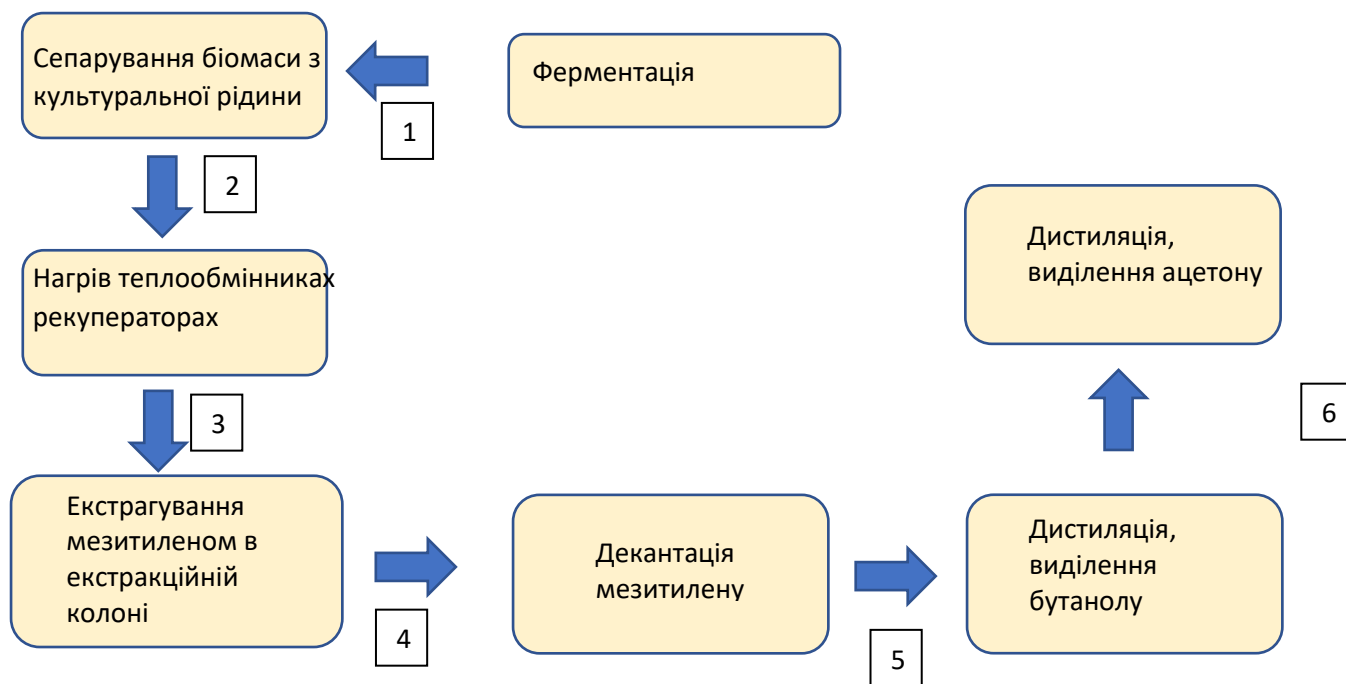 Сепарування біомаси з
культуральної рідини
Ферментація
1
2
Нагрів теплообмінниках
рекуператорах
3
Екстрагування
мезитиленом в
екстракційній
колоні
4
Декантація
мезитилену
5
Дистиляція,
виділення
бутанолу
6
Дистиляція,
виділення ацетону